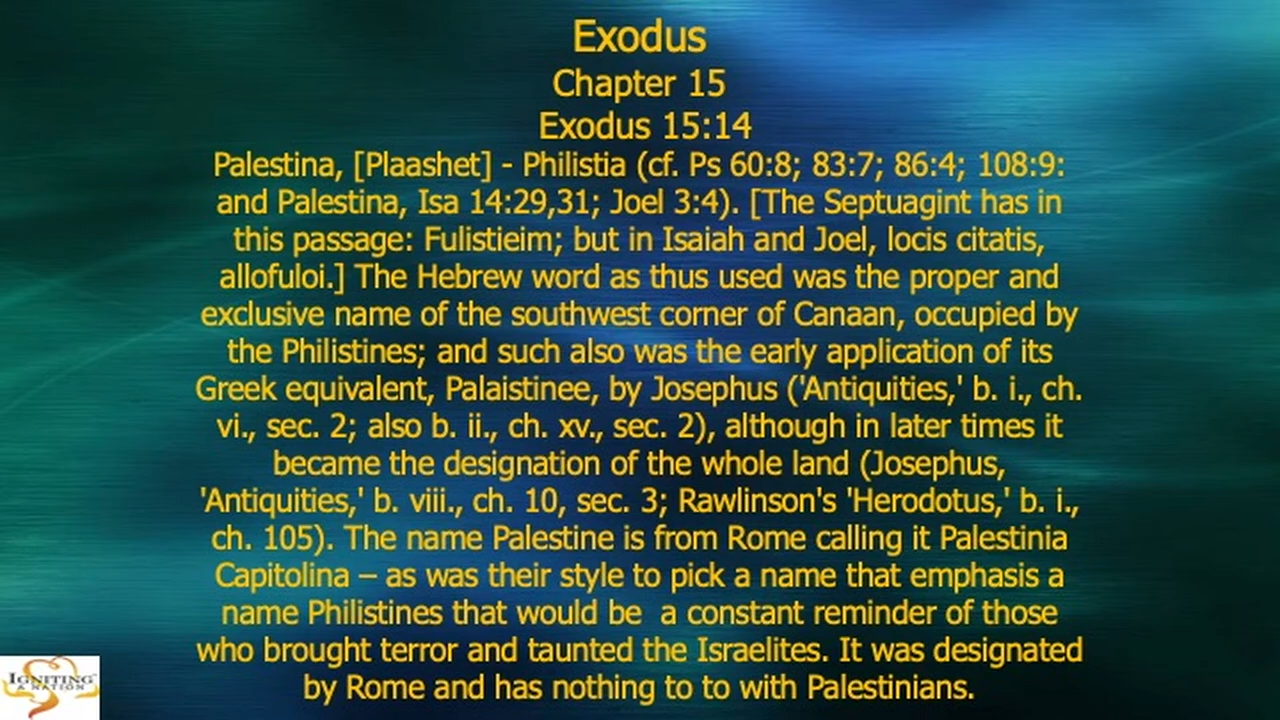 Exodus
Chapter 15
Exodus 15:14
Palestina, [Plaashet] - Philistia (cf. Ps 60:8; 83:7; 86:4; 108:9:
and Palestina, Isa 14:29,31; Joel 3:4). [The Septuagint has in
this passage: Fulistieim; but in Isaiah and Joel, locis citatis,
allofuloi.] The Hebrew word as thus used was the proper and
exclusive name of the southwest corner of Canaan, occupied by
the Philistines; and such also was the early application of its
Greek equivalent, Palaistinee, by Josephus ('Antiquities,' b. i., ch.
vi., sec. 2; also b. ii., ch. xv., sec. 2), although in later times it
became the designation of the whole land (Josephus,
'Antiquities,' b. viii., ch. 10, sec. 3; Rawlinson's 'Herodotus,' b. i.,
ch. 105). The name Palestine is from Rome calling it Palestinia
Capitolina – as was their style to pick a name that emphasis a
name Philistines that would be  a constant reminder of those
who brought terror and taunted the Israelites. It was designated
by Rome and has nothing to to with Palestinians.
IGNITING
A NATION